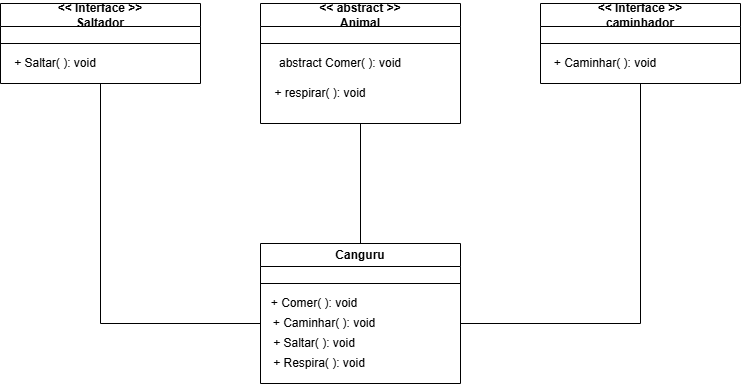 << Interface >>
Saltador
+ Saltar( ): void
<< abstract >>
Animal
abstract Comer( ): void
+ respirar( ): void
<< Interface >>
caminhador
+ Caminhar( ): void
Canguru
+ Comer( ): void
+ Caminhar( ): void
+ Saltar( ): void
+ Respira( ): void